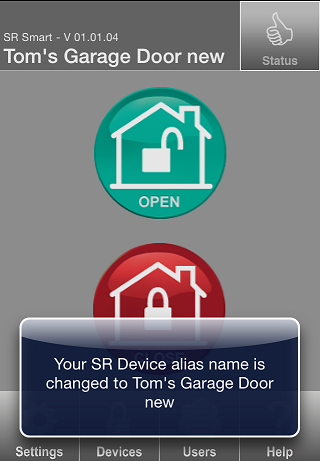 SR Smart - V 01.01.04
Tom's Garage Door new
Status
OPEN
CLOSE
Your SR Device alias name is
changed to Tom's Garage Door
new
Settings
Devices
Users
Help